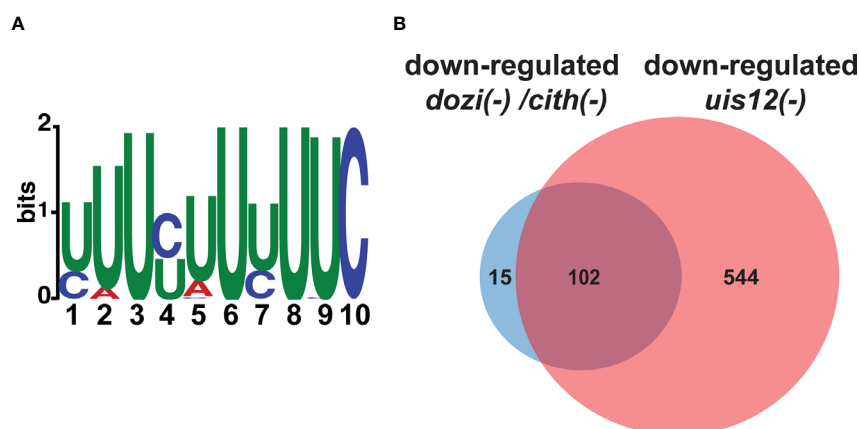 A
B
down-regulated down-regulated
dozi(-) /cith(-) uis12(-)
2
bits
1
0
U U U C U U U U U C
C A U A C
1 2 3 4 5 6 7 8 9 10
15 102 544